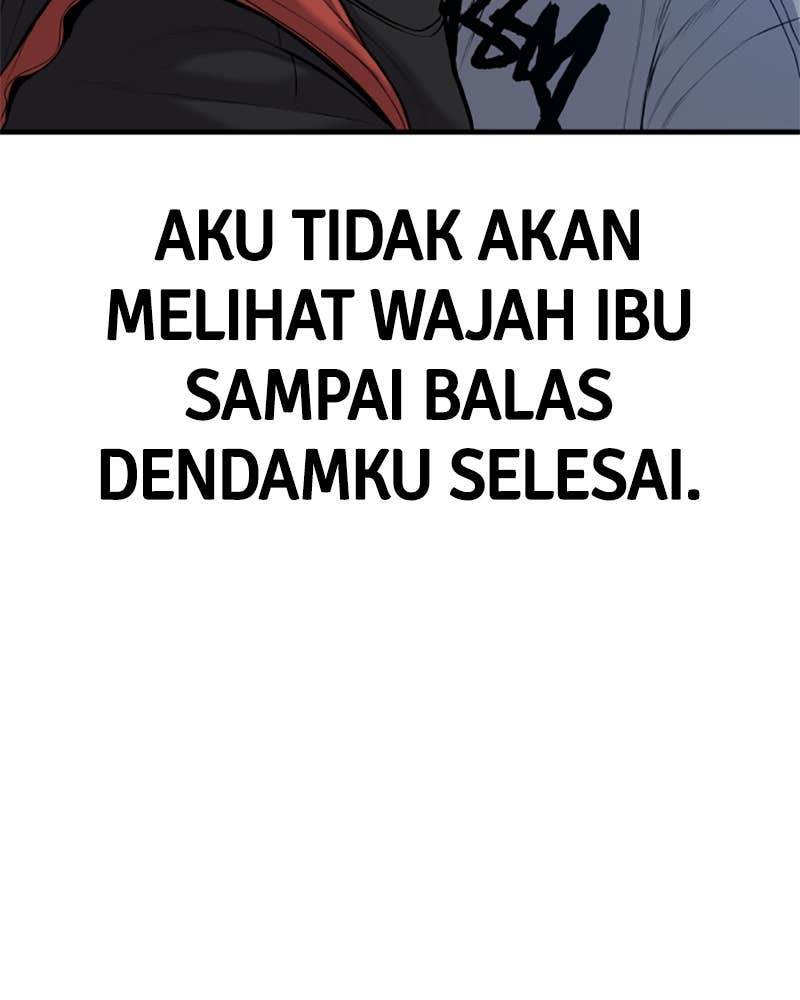 AKU TIDAK AKAN
MELIHAT WAJAH IBU
SAMPAI BALAS
DENDAMKU SELESAI.